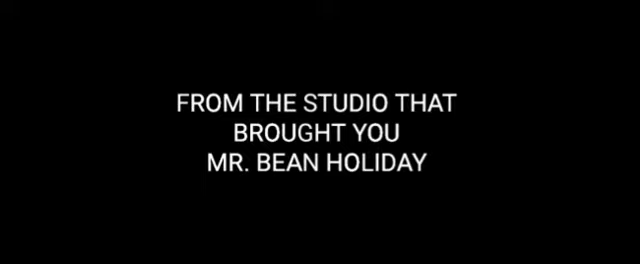 FROM THE STUDIO THAT
BROUGHT YOU
MR. BEAN HOLIDAY